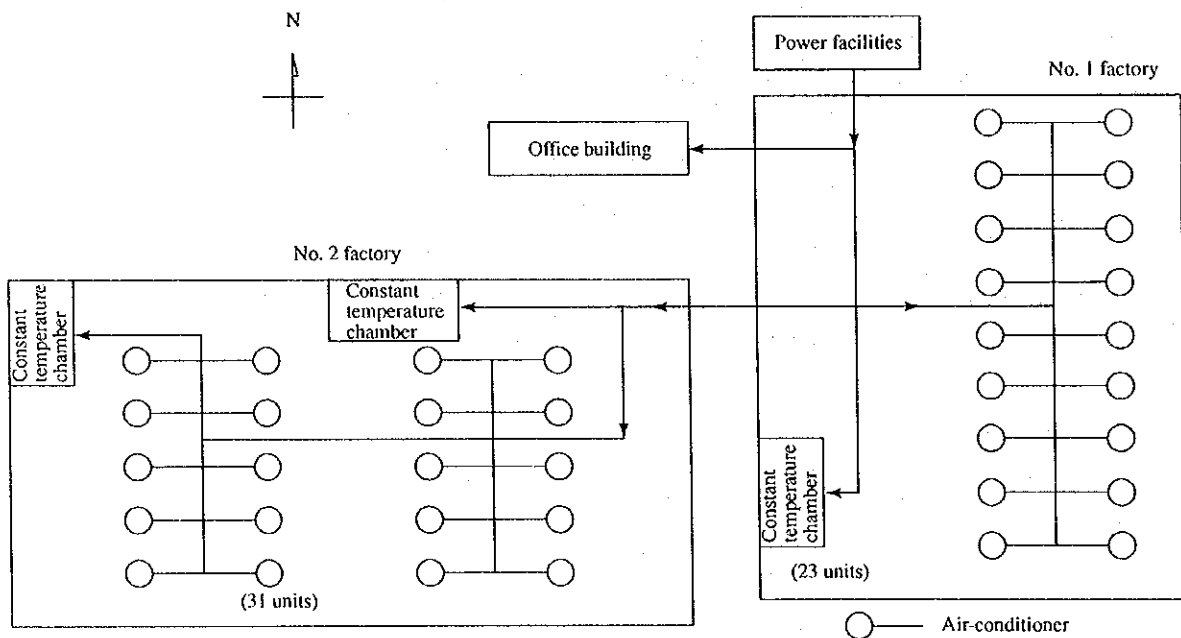 N
Power facilities
No. 1 factory
Office building
No. 2 factory
Constant
temperature
chamber
Constant
temperature
chamber
Constant
temperature
chamber
(31 units)
(23 units)
Air-conditioner